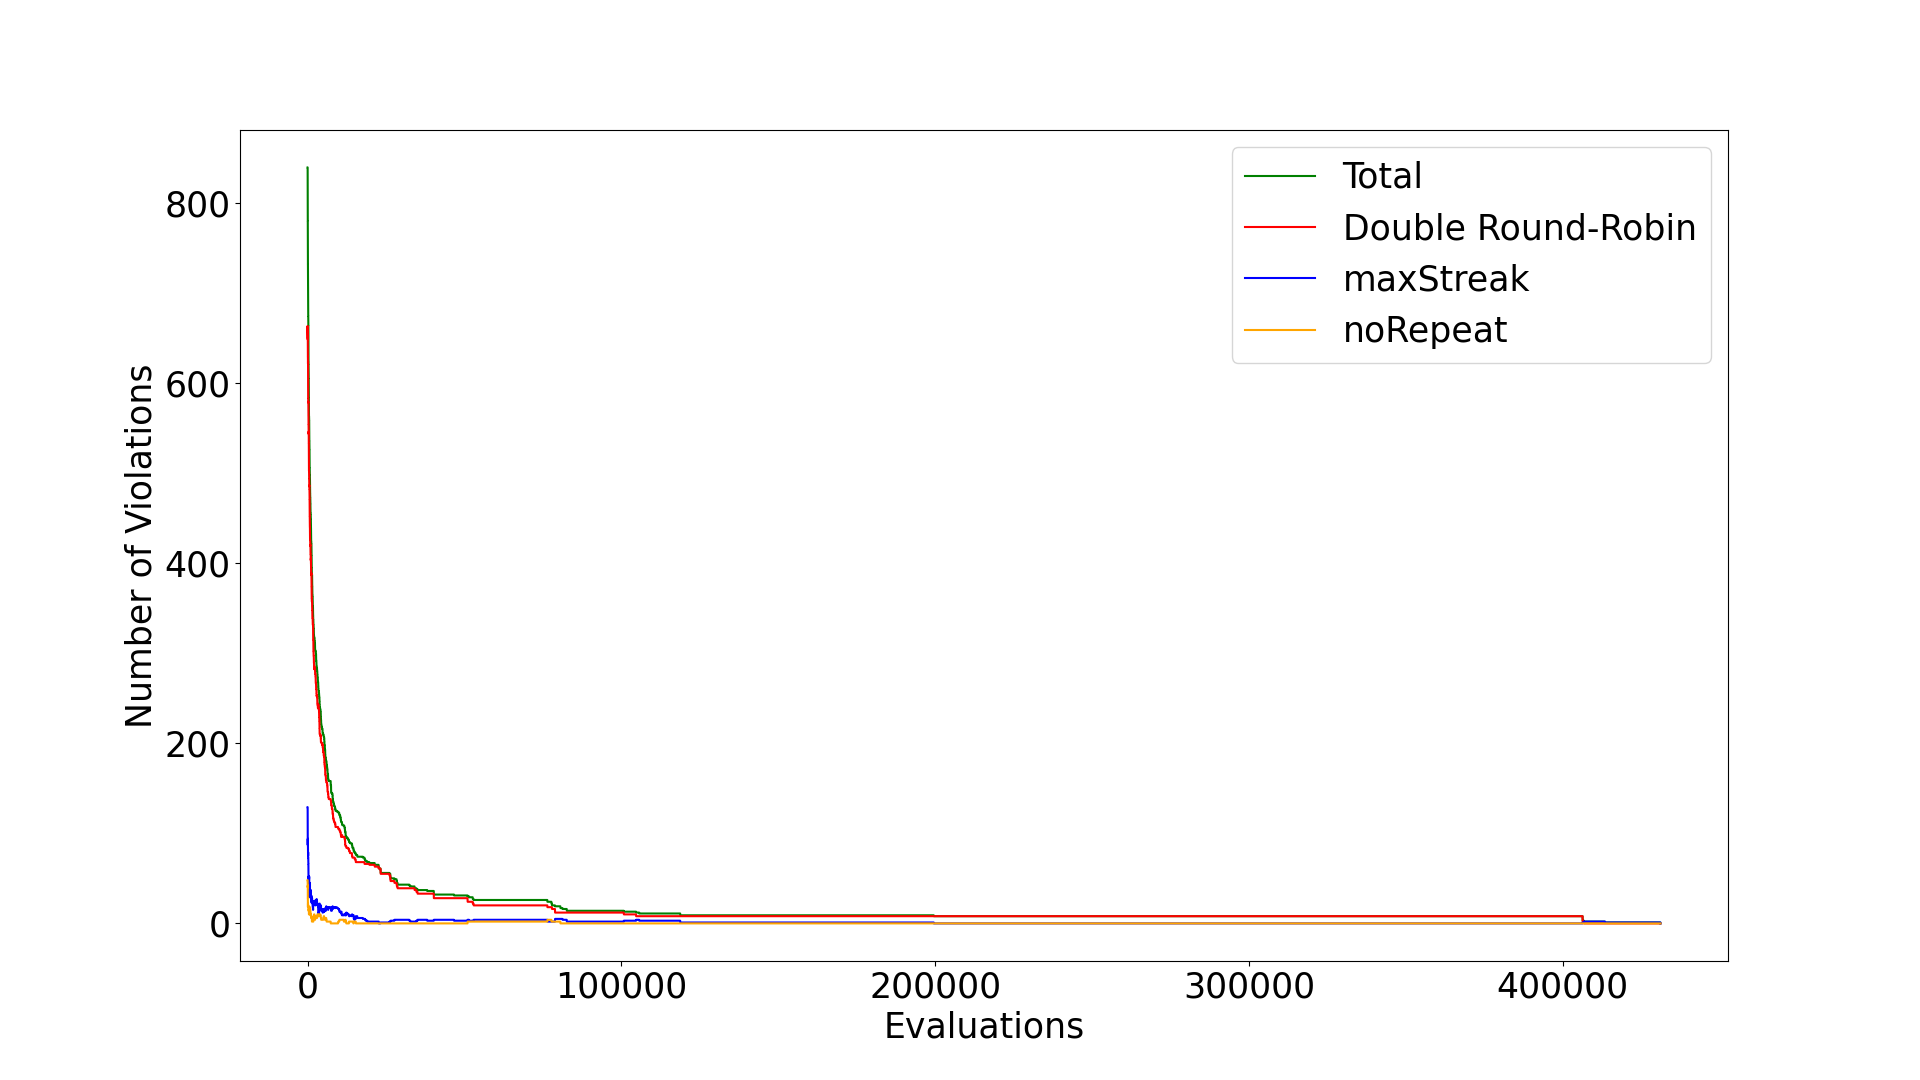 Total
Double Round-Robin
maxStreak
noRepeat
800
600
400
200
0
Number of Violations
0 100000 200000 300000 400000
Evaluations